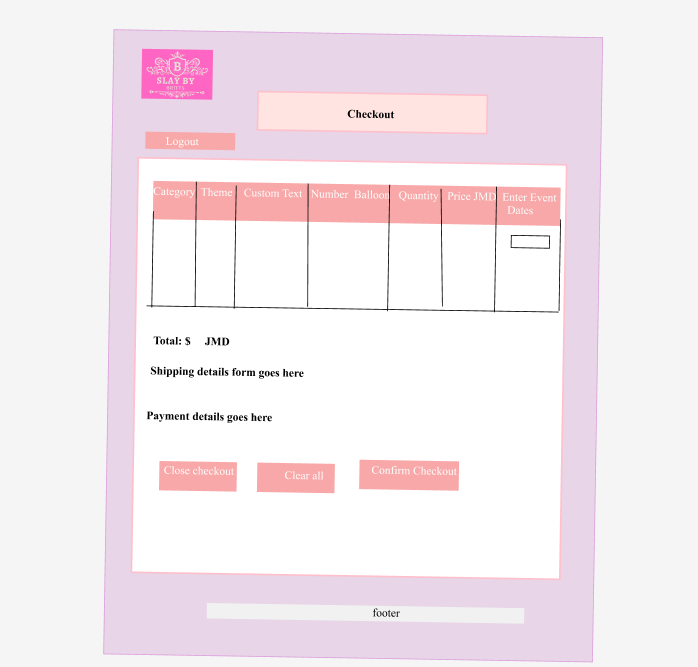 B
SLAY BY
BRITTS
Checkout
Logout
Category Theme Custom Text Number Balloon Quantity Price JMD Enter Event
Dates
Total: $ JMD
Shipping details form goes here
Payment details goes here
Close checkout Clear all Confirm Checkout
footer